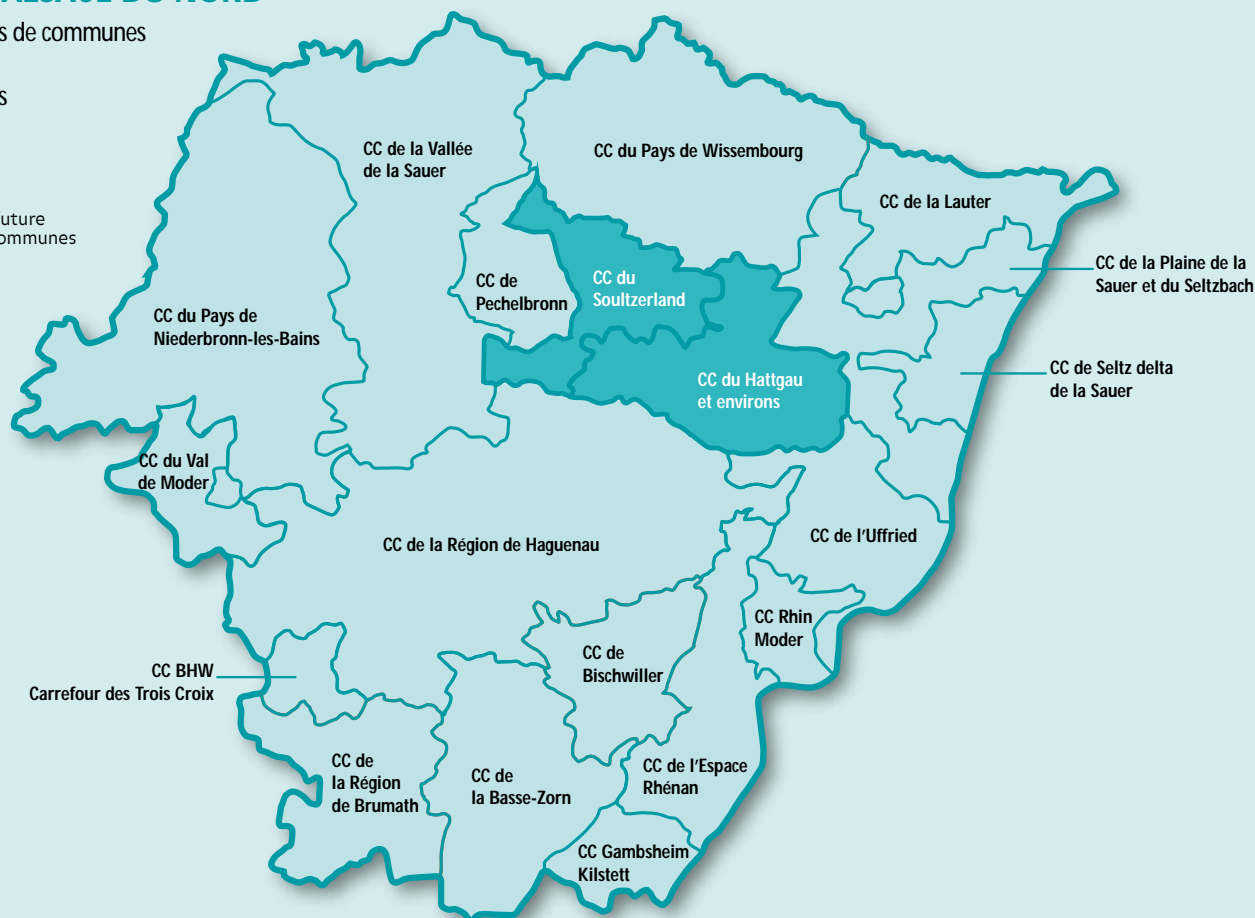 ALSACE DU NORD
s de communes
s
uture
ommunes
CC de la Vallée
de la Sauer
CC du Pays de Wissembourg
CC de la Lauter
CC de la Plaine de la
Sauer et du Seltzbach
CC de
Pechelbronn
CC du
Soultzerland
CC du Pays de
Niederbronn-les-Bains
CC du Hattgau
et environs
CC de Seltz delta
de la Sauer
CC du Val
de Moder
CC de la Région de Haguenau
CC de l'Uffried
CC Rhin
Moder
CC BHW
Carrefour des Trois Croix
CC de
Bischwiller
CC de
la Région
de Brumath
CC de
la Basse-Zorn
CC de l'Espace
Rhénan
CC Gambsheim
Kilstett